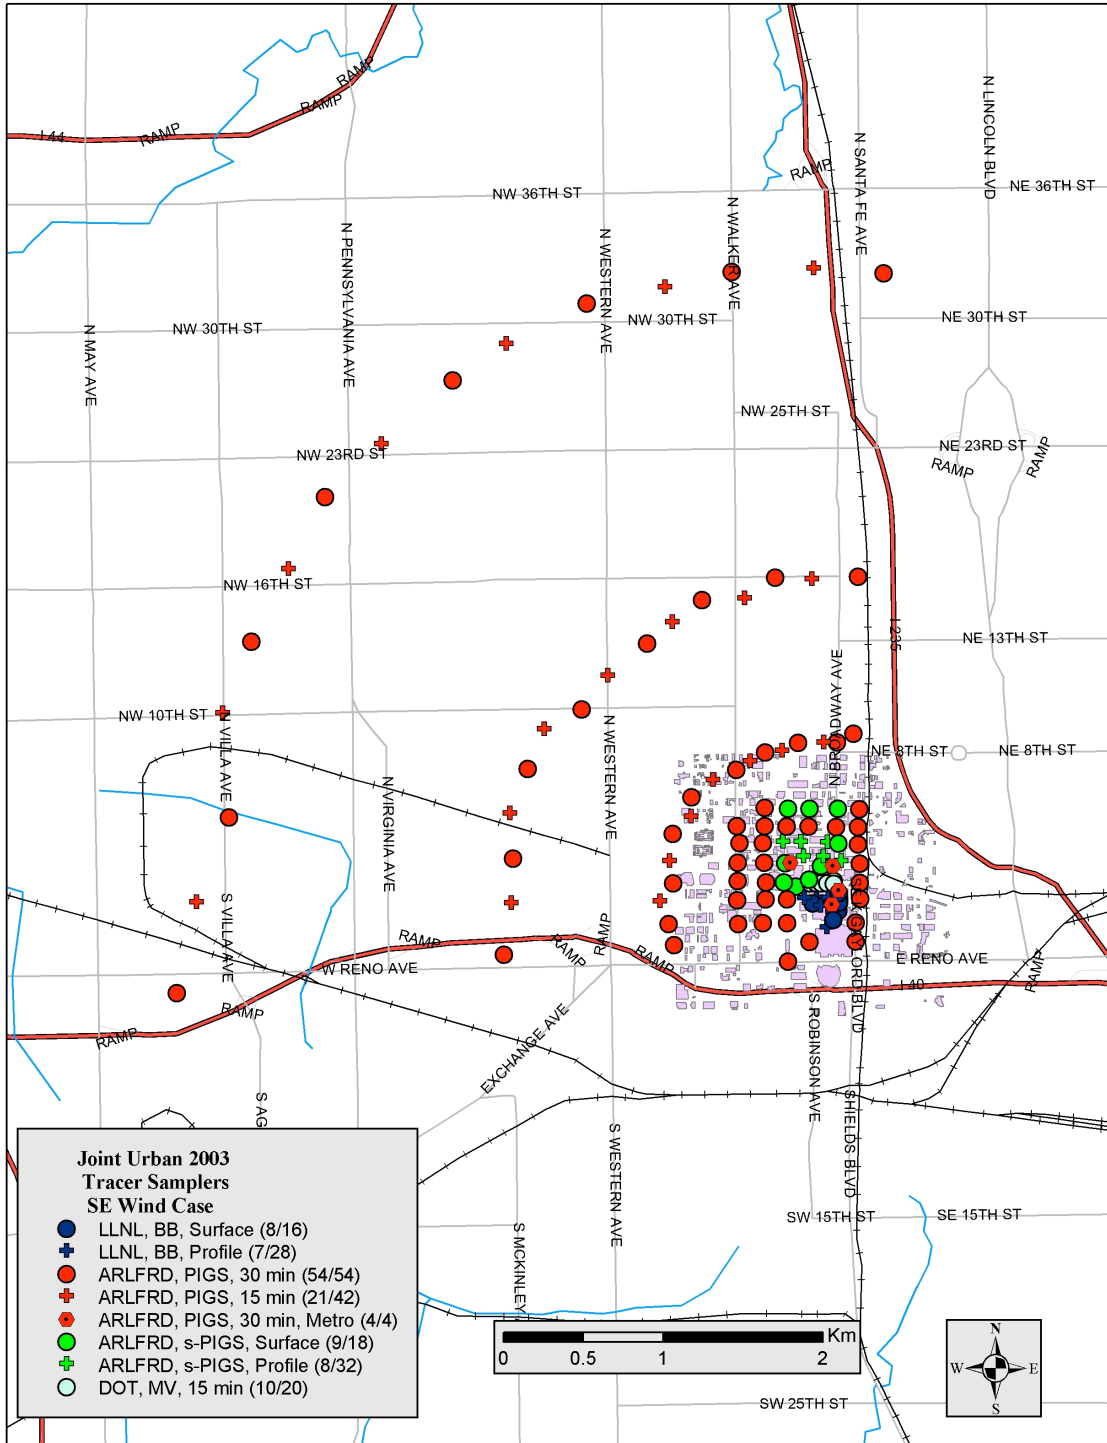 RAMP
RAMP
I-44
RAMP
RAMP
NW 36TH ST
NE 36TH ST
N LINCOLN BLVD
N SANTA FE AVE
N WALKER AVE
N PENNSYLVANIA AVE
N WESTERN AVE
N MAY AVE
NW 30TH ST
NW 30TH ST
NE 30TH ST
NW 25TH ST
NW 23RD ST
NE 23RD ST
RAMP
RAMP
NW 16TH ST
I-235
NE 13TH ST
N BROADWAY AVE
NW 10TH ST
N VILLA AVE
N WESTERN AVE
NE 8TH ST
NE 8TH ST
N VIRGINIA AVE
S VILLA AVE
RAMP
RAMP
RAMP
RAMP
W RENO AVE
E RENO AVE
RAMP
I-40
RAMP
RAMP
EXCHANGE AVE
S ROBINSON AVE
SHIELDS BLVD
S AG
S WESTERN AVE
SW 15TH ST
SE 15TH ST
S MCKINLEY
SW 25TH ST
Joint Urban 2003
Tracer Samplers
SE Wind Case
LLNL, BB, Surface (8/16)
LLNL, BB, Profile (7/28)
ARLFRD, PIGS, 30 min (54/54)
ARLFRD, PIGS, 15 min (21/42)
ARLFRD, PIGS, 30 min, Metro (4/4)
ARLFRD, s-PIGS, Surface (9/18)
ARLFRD, s-PIGS, Profile (8/32)
DOT, MV, 15 min (10/20)
Km
0 0.5 1 2
N
W E
S